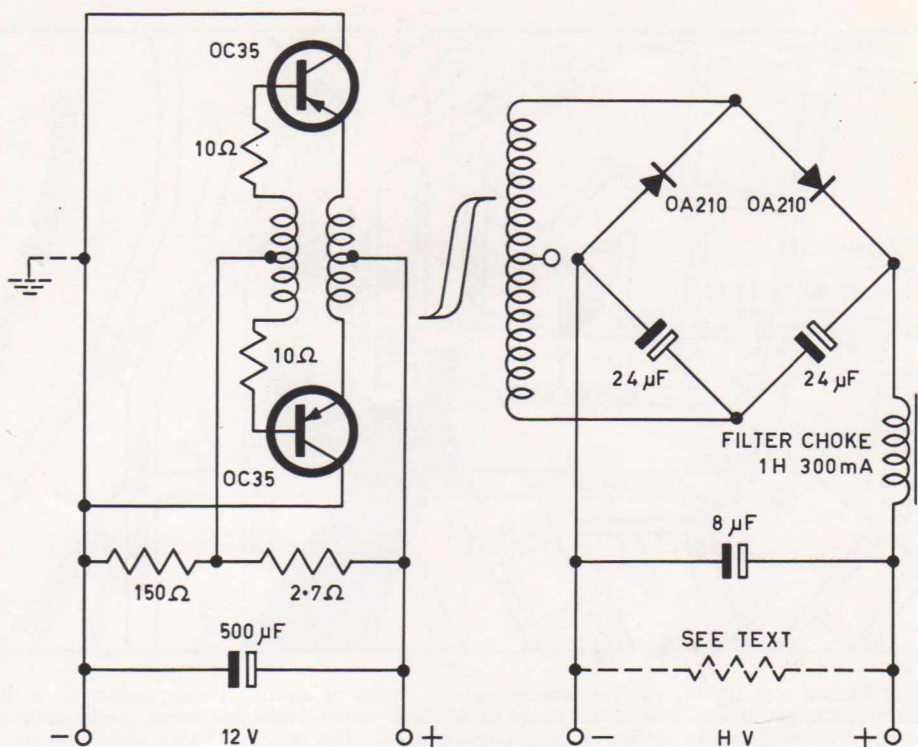 OC35
10Ω
OA210 OA210
10Ω
24 µF
24 µF
OC35
FILTER CHOKE
1H 300mA
8 µF
150Ω
2·7Ω
500 µF
SEE TEXT
− 12 V +
− HV +